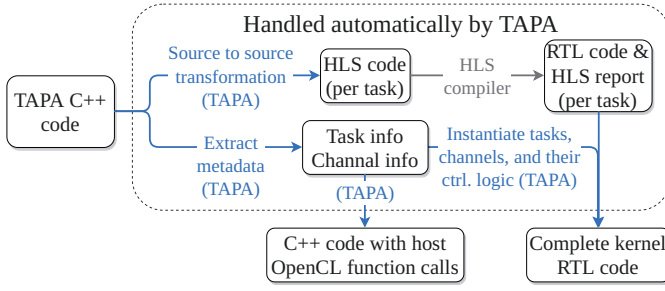 Handled automatically by TAPA
Source to source
transformation
(TAPA)
HLS code
(per task)
HLS
compiler
RTL code &
HLS report
(per task)
TAPA C++
code
Extract
metadata
(TAPA)
Task info
Channal info
Instantiate tasks,
channels, and their
ctrl. logic (TAPA)
(TAPA)
C++ code with host
OpenCL function calls
Complete kernel
RTL code